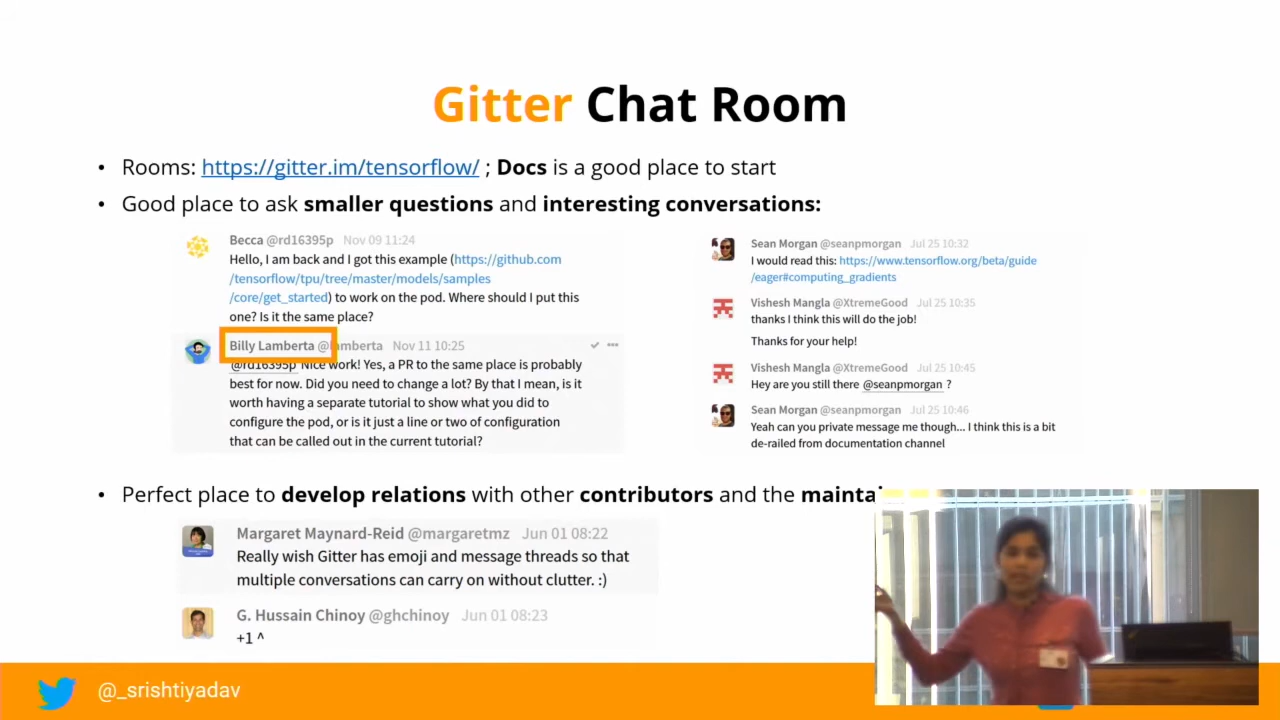 Gitter Chat Room
• Rooms: https://gitter.im/tensorflow/ ; Docs is a good place to start
• Good place to ask smaller questions and interesting conversations:
Becca @rd16395p Nov 09 11:24
Hello, I am back and I got this example (https://github.com
/tensorflow/tpu/tree/master/models/samples
/core/get_started) to work on the pod. Where should I put this
one? Is it the same place?
Billy Lamberta @lamberta Nov 11 10:25
@rd16395p Nice work! Yes, a PR to the same place is probably
best for now. Did you need to change a lot? By that I mean, is it
worth having a separate tutorial to show what you did to
configure the pod, or is it just a line or two of configuration
that can be called out in the current tutorial?
Sean Morgan @seanpmorgan Jul 25 10:32
I would read this: https://www.tensorflow.org/beta/guide
/eager#computing_gradients
Vishesh Mangla @XtremeGood Jul 25 10:35
thanks I think this will do the job!
Thanks for your help!
Vishesh Mangla @XtremeGood Jul 25 10:45
Hey are you still there @seanpmorgan ?
Sean Morgan @seanpmorgan Jul 25 10:46
Yeah can you private message me though... I think this is a bit
de-railed from documentation channel
• Perfect place to develop relations with other contributors and the
Margaret Maynard-Reid @margaretmz Jun 01 08:22
Really wish Gitter has emoji and message threads so that
multiple conversations can carry on without clutter. :)
G. Hussain Chinoy @ghchinoy Jun 01 08:23
+1 ^
@_srishtiyadav